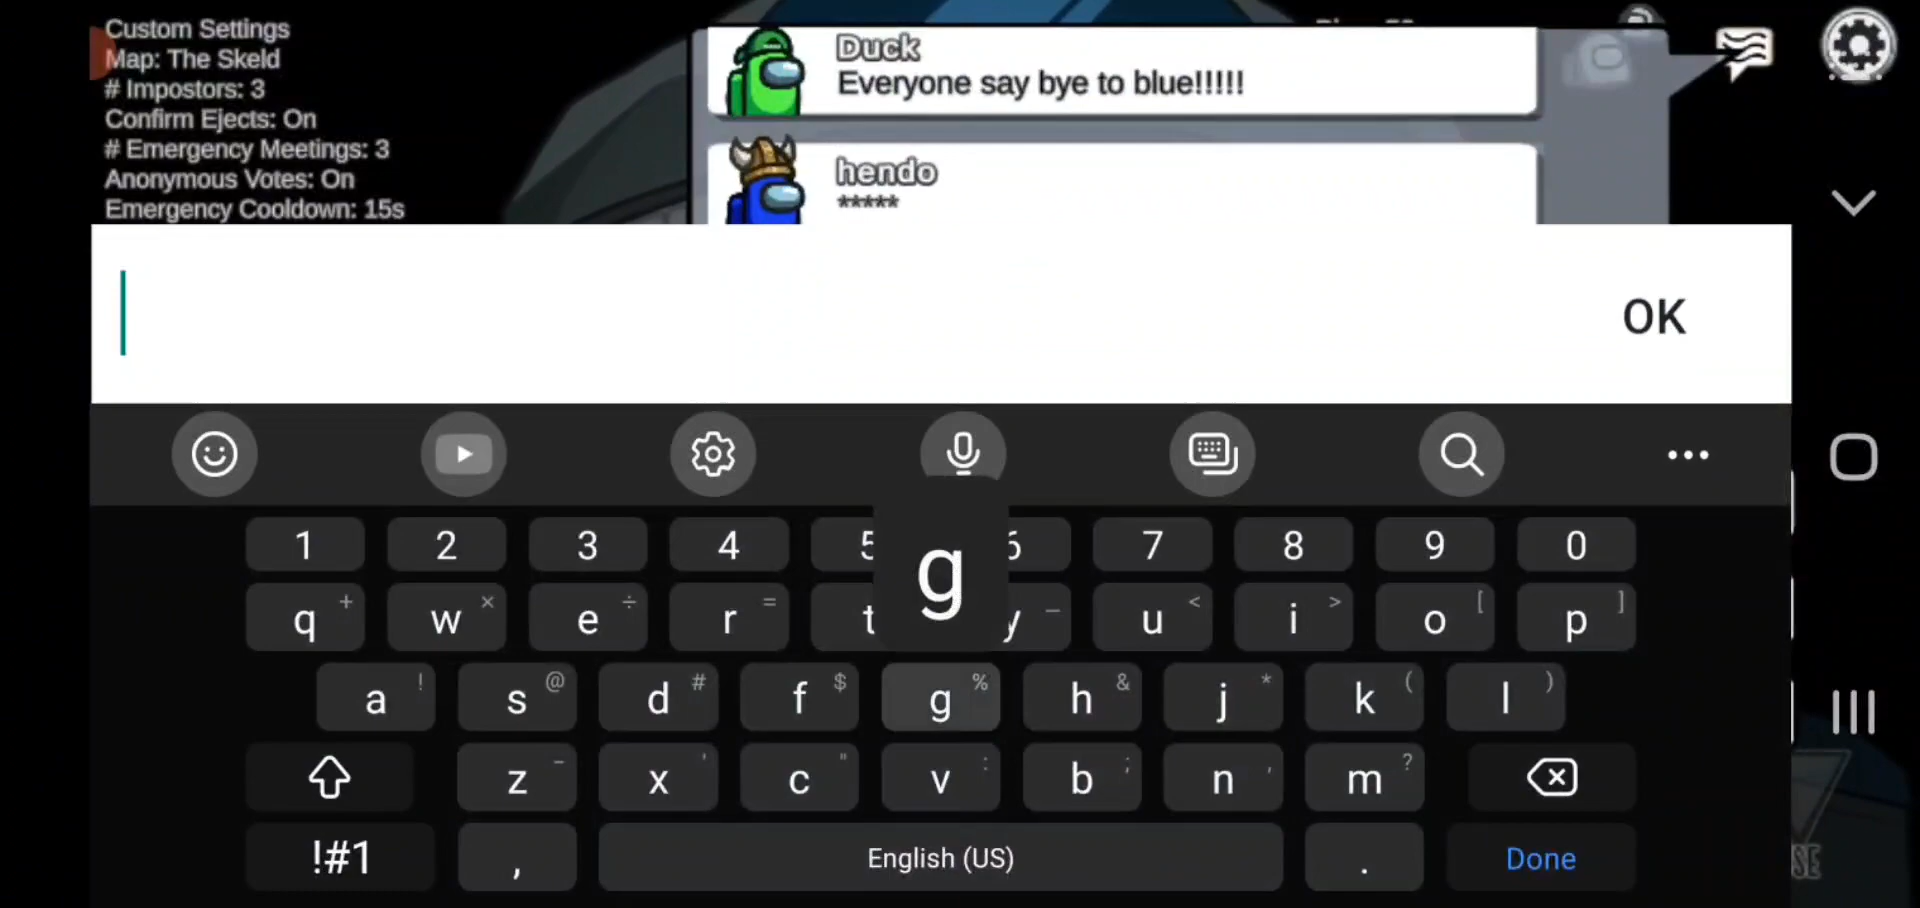 Custom Settings
Map: The Skeld
# Impostors: 3
Confirm Ejects: On
# Emergency Meetings: 3
Anonymous Votes: On
Emergency Cooldown: 15s
Duck
Everyone say bye to blue!!!!!
hendo
*****
OK
1 2 3 4 5 6 7 8 9 0
q + w × e ÷ r = t y _ u < i > o [ p ]
g
a ! s @ d # f $ g % h & j * k ( l )
z - x ' c " v : b ; n , m ?
!#1 , English (US) . Done